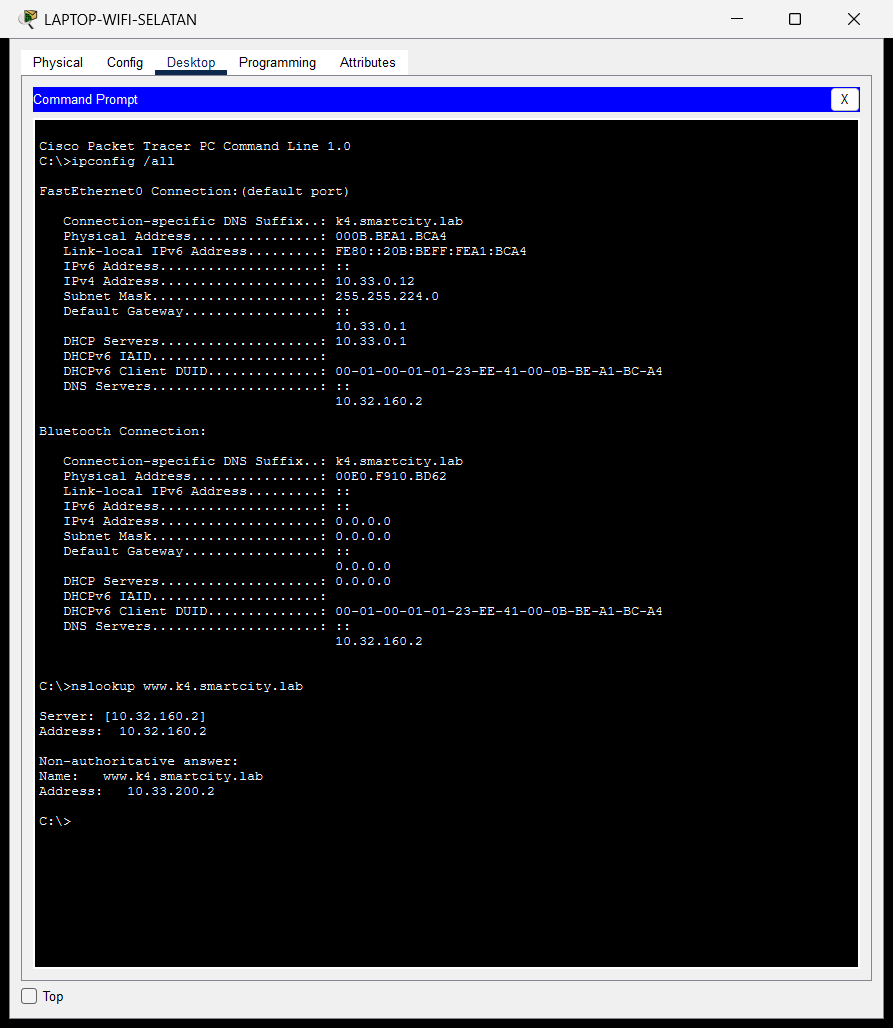 LAPTOP-WIFI-SELATAN
Physical Config Desktop Programming Attributes
Command Prompt X
Cisco Packet Tracer PC Command Line 1.0
C:\>ipconfig /all
FastEthernet0 Connection:(default port)
Connection-specific DNS Suffix..: k4.smartcity.lab
Physical Address................: 000B.BEA1.BCA4
Link-local IPv6 Address.........: FE80::20B:BEFF:FEA1:BCA4
IPv6 Address....................: ::
IPv4 Address....................: 10.33.0.12
Subnet Mask.....................: 255.255.224.0
Default Gateway.................: ::
10.33.0.1
DHCP Servers....................: 10.33.0.1
DHCPv6 IAID.....................:
DHCPv6 Client DUID..............: 00-01-00-01-01-23-EE-41-00-0B-BE-A1-BC-A4
DNS Servers.....................: ::
10.32.160.2
Bluetooth Connection:
Connection-specific DNS Suffix..: k4.smartcity.lab
Physical Address................: 00E0.F910.BD62
Link-local IPv6 Address.........: ::
IPv6 Address....................: ::
IPv4 Address....................: 0.0.0.0
Subnet Mask.....................: 0.0.0.0
Default Gateway.................: ::
0.0.0.0
DHCP Servers....................: 0.0.0.0
DHCPv6 IAID.....................:
DHCPv6 Client DUID..............: 00-01-00-01-01-23-EE-41-00-0B-BE-A1-BC-A4
DNS Servers.....................: ::
10.32.160.2
C:\>nslookup www.k4.smartcity.lab
Server: [10.32.160.2]
Address: 10.32.160.2
Non-authoritative answer:
Name: www.k4.smartcity.lab
Address: 10.33.200.2
C:\>
Top